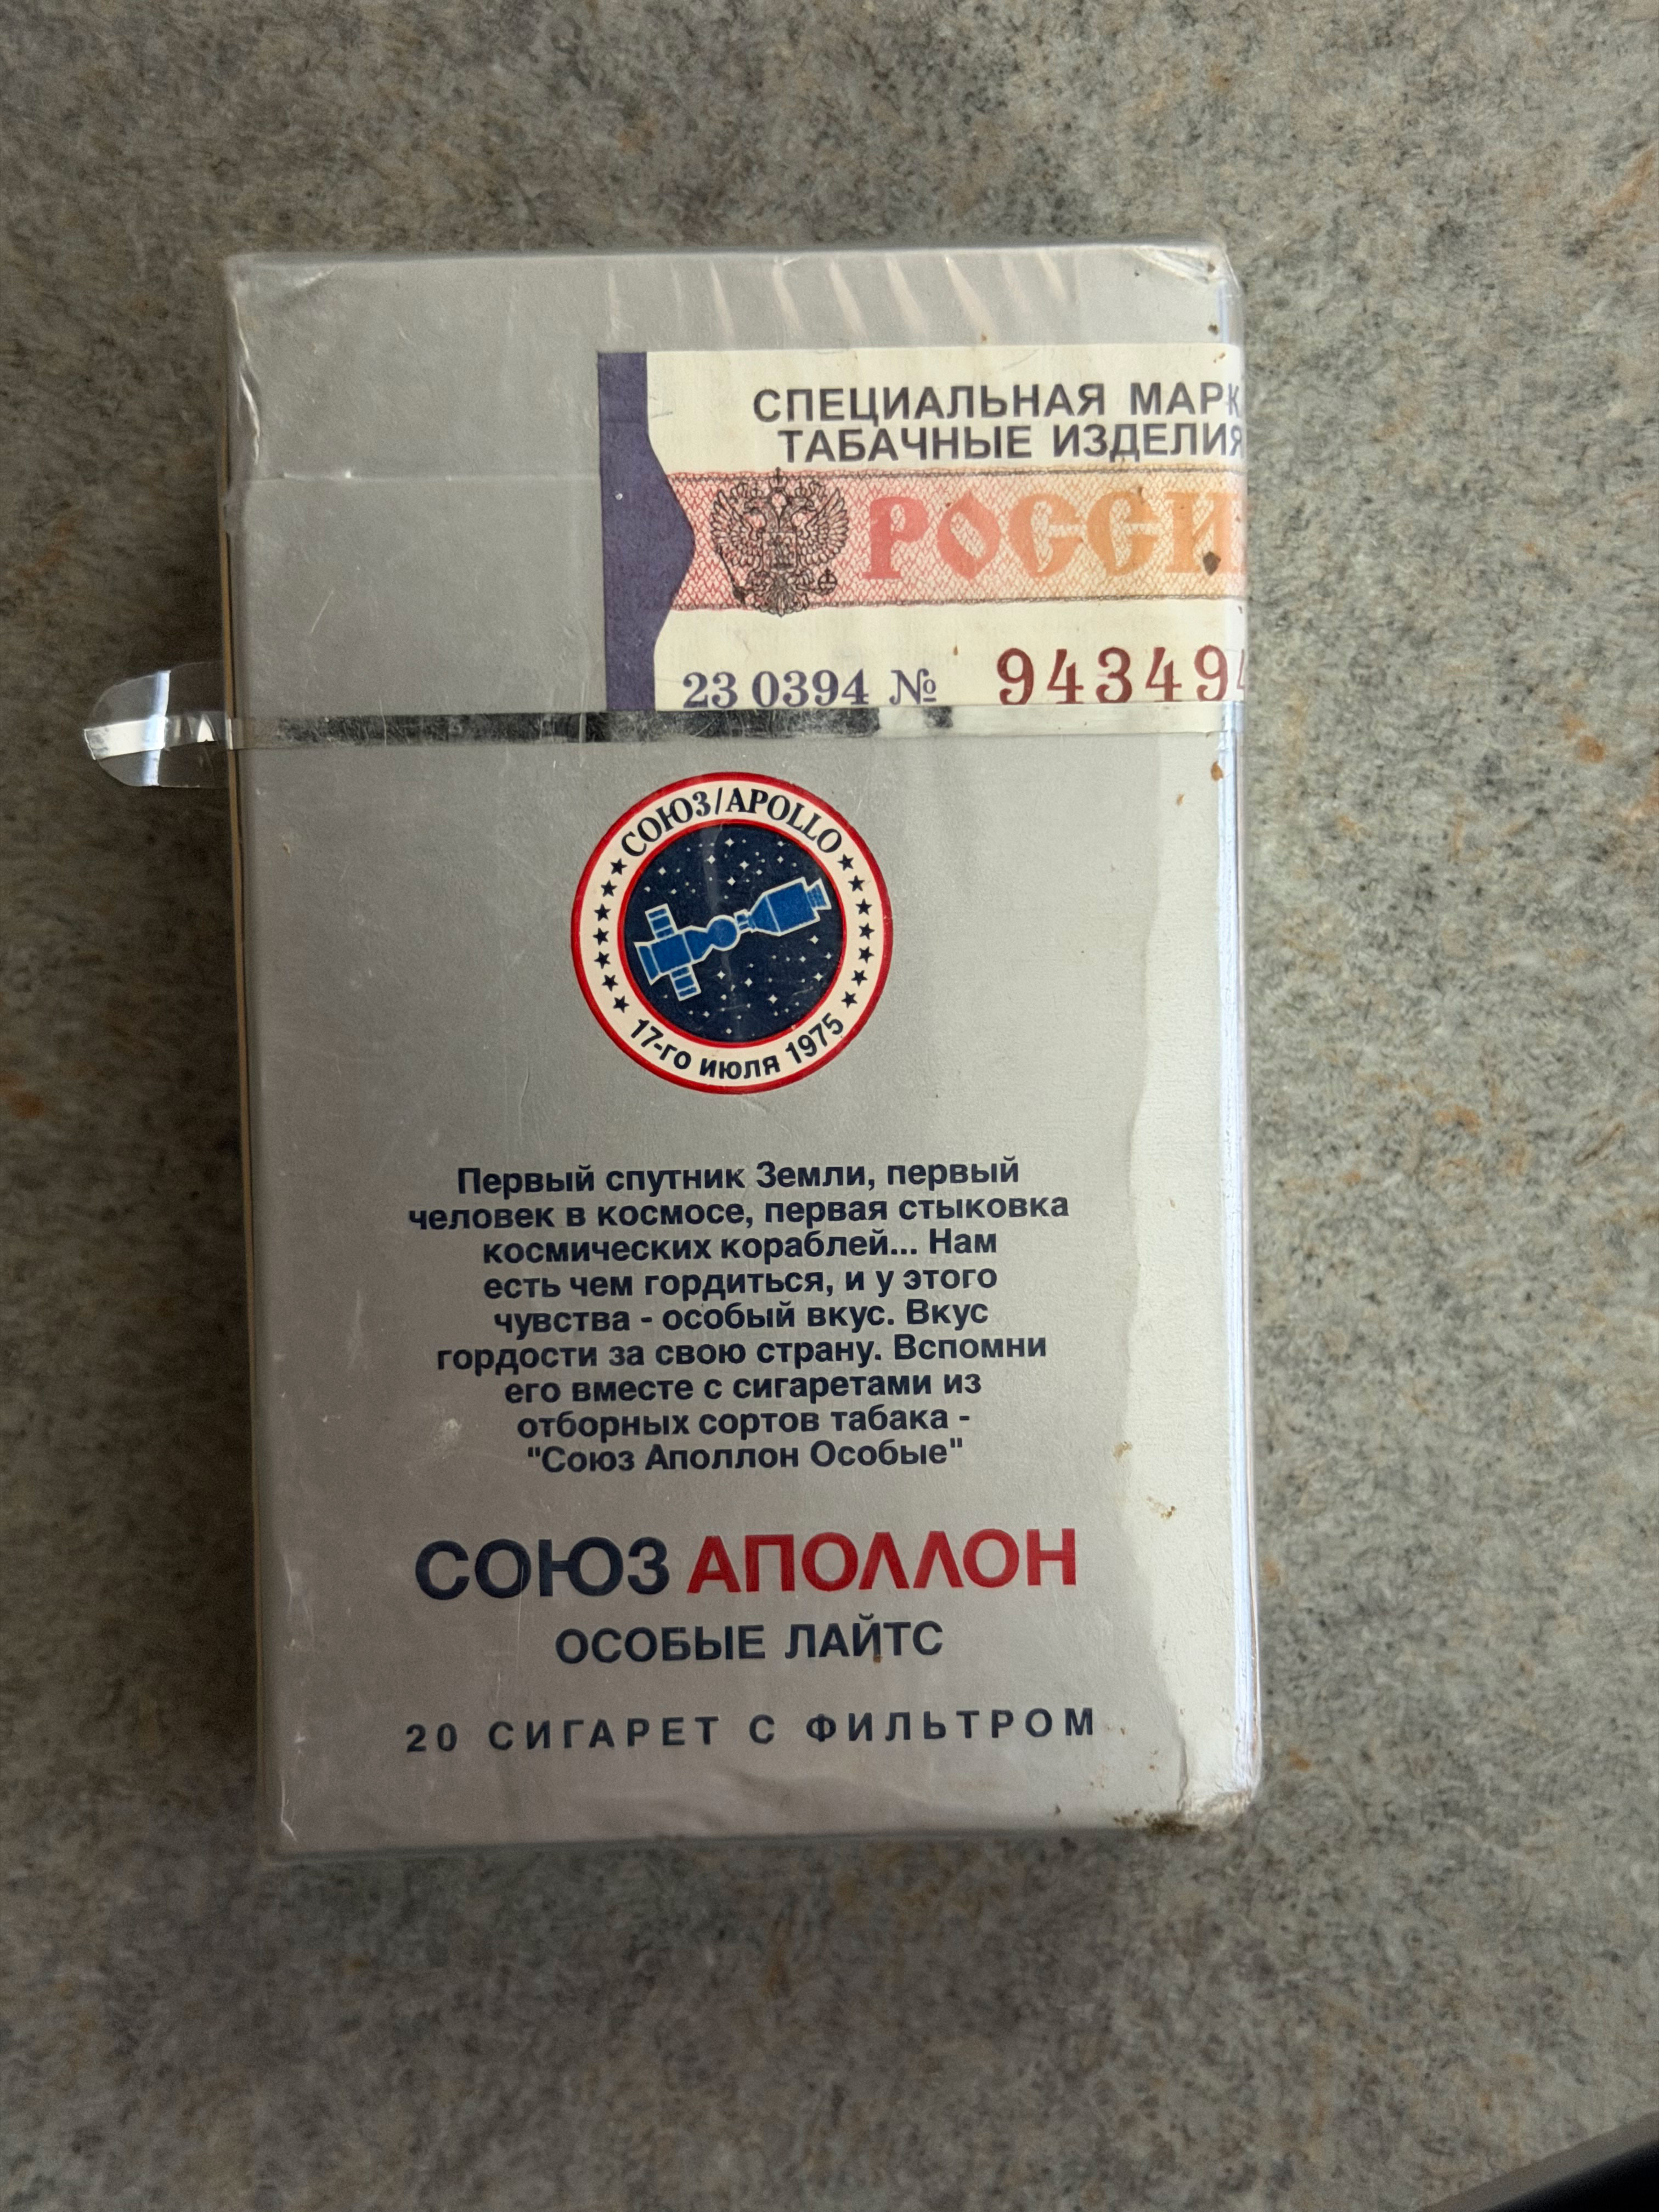 СПЕЦИАЛЬНАЯ
ТАБАЧНЫЕ ИЗДЕЛИЯ
РОССИ
23 0394 № 94349
СОЮЗ/APOLLO
17-го июля 1975
Первый спутник Земли, первый
человек в космосе, первая стыковка
космических кораблей... Нам
есть чем гордиться, и у этого
чувства - особый вкус. Вкус
гордости за свою страну. Вспомни
его вместе с сигаретами из
отборных сортов табака -
"Союз Аполлон Особые"
СОЮЗ АПОЛЛОН
ОСОБЫЕ ЛАЙТС
20 СИГАРЕТ С ФИЛЬТРОМ